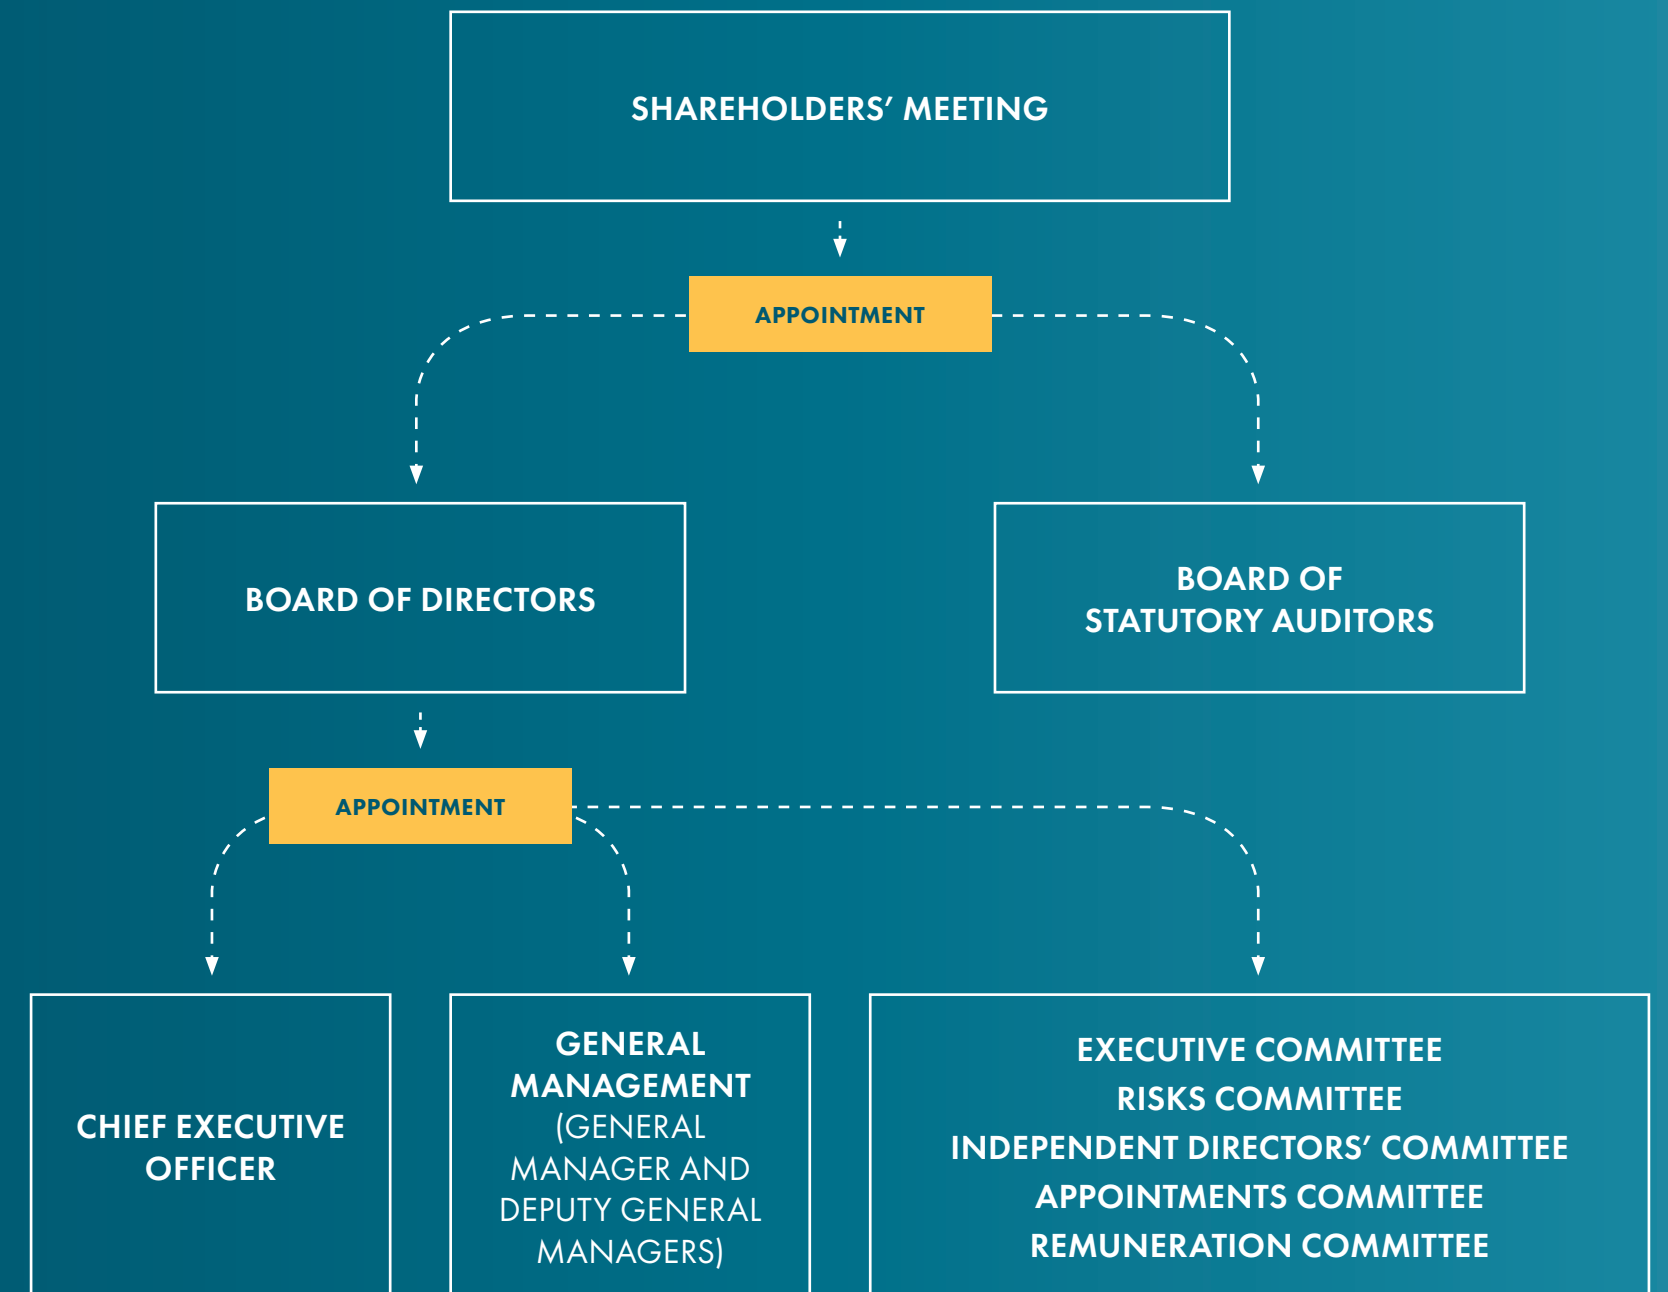 SHAREHOLDERS’ MEETING
APPOINTMENT
BOARD OF DIRECTORS
BOARD OF
STATUTORY AUDITORS
APPOINTMENT
CHIEF EXECUTIVE
OFFICER
GENERAL
MANAGEMENT
(GENERAL
MANAGER AND
DEPUTY GENERAL
MANAGERS)
EXECUTIVE COMMITTEE
RISKS COMMITTEE
INDEPENDENT DIRECTORS’ COMMITTEE
APPOINTMENTS COMMITTEE
REMUNERATION COMMITTEE